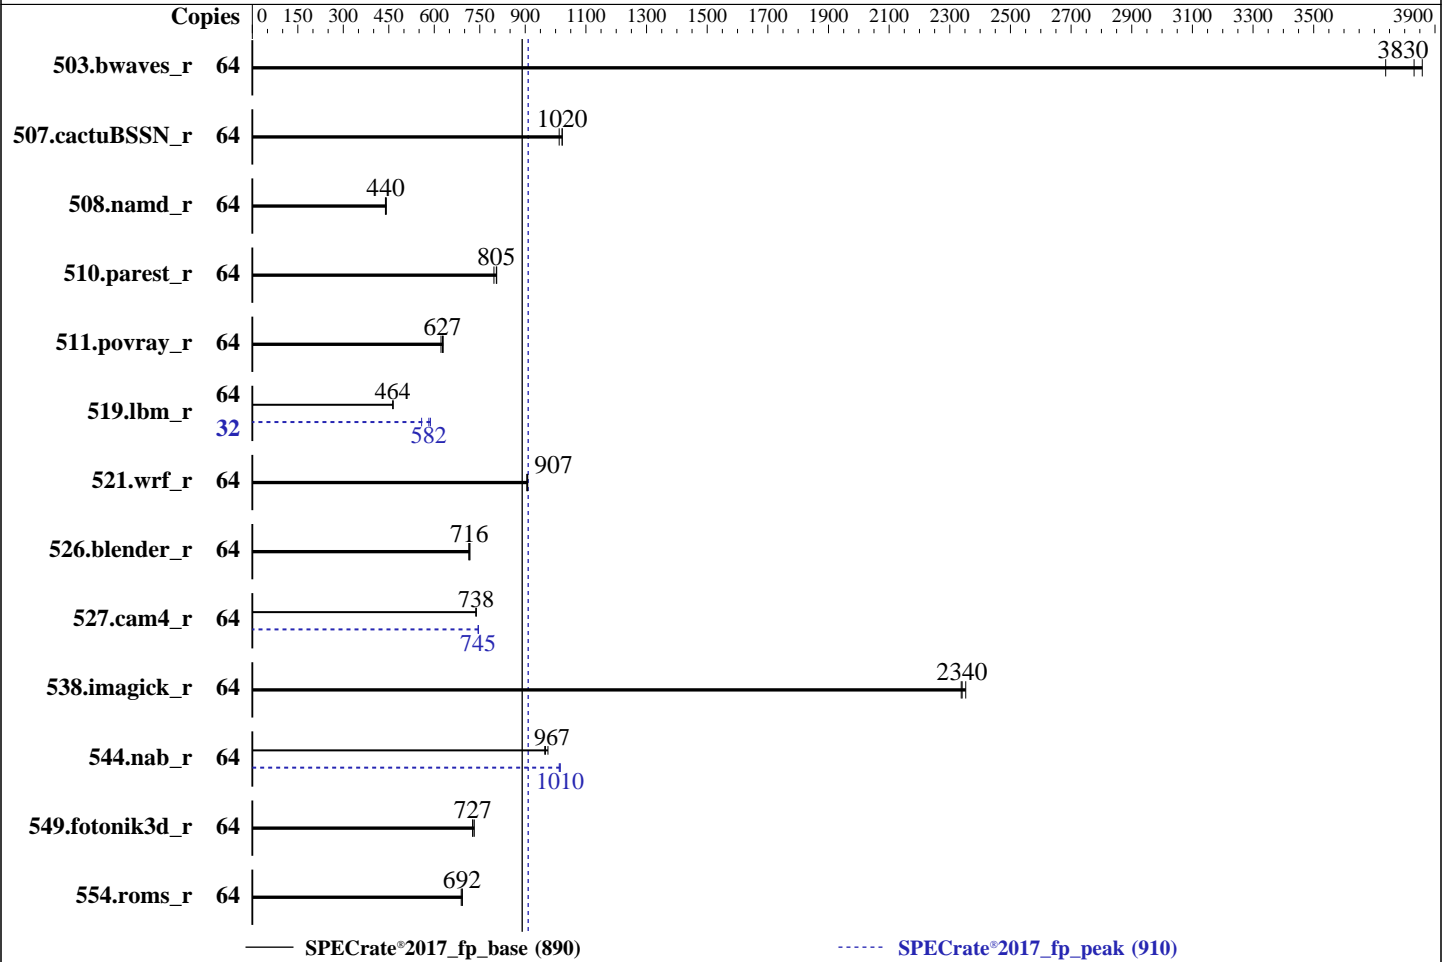 Copies 0 150 300 450 600 750 900 1100 1300 1500 1700 1900 2100 2300 2500 2700 2900 3100 3300 3500 3900
503.bwaves_r 64 3830
507.cactuBSSN_r 64 1020
508.namd_r 64 440
510.parest_r 64 805
511.povray_r 64 627
519.lbm_r 64 464
32 582
521.wrf_r 64 907
526.blender_r 64 716
527.cam4_r 64 738
745
538.imagick_r 64 2340
544.nab_r 64 967
1010
549.fotonik3d_r 64 727
554.roms_r 64 692
SPECrate®2017_fp_base (890) SPECrate®2017_fp_peak (910)